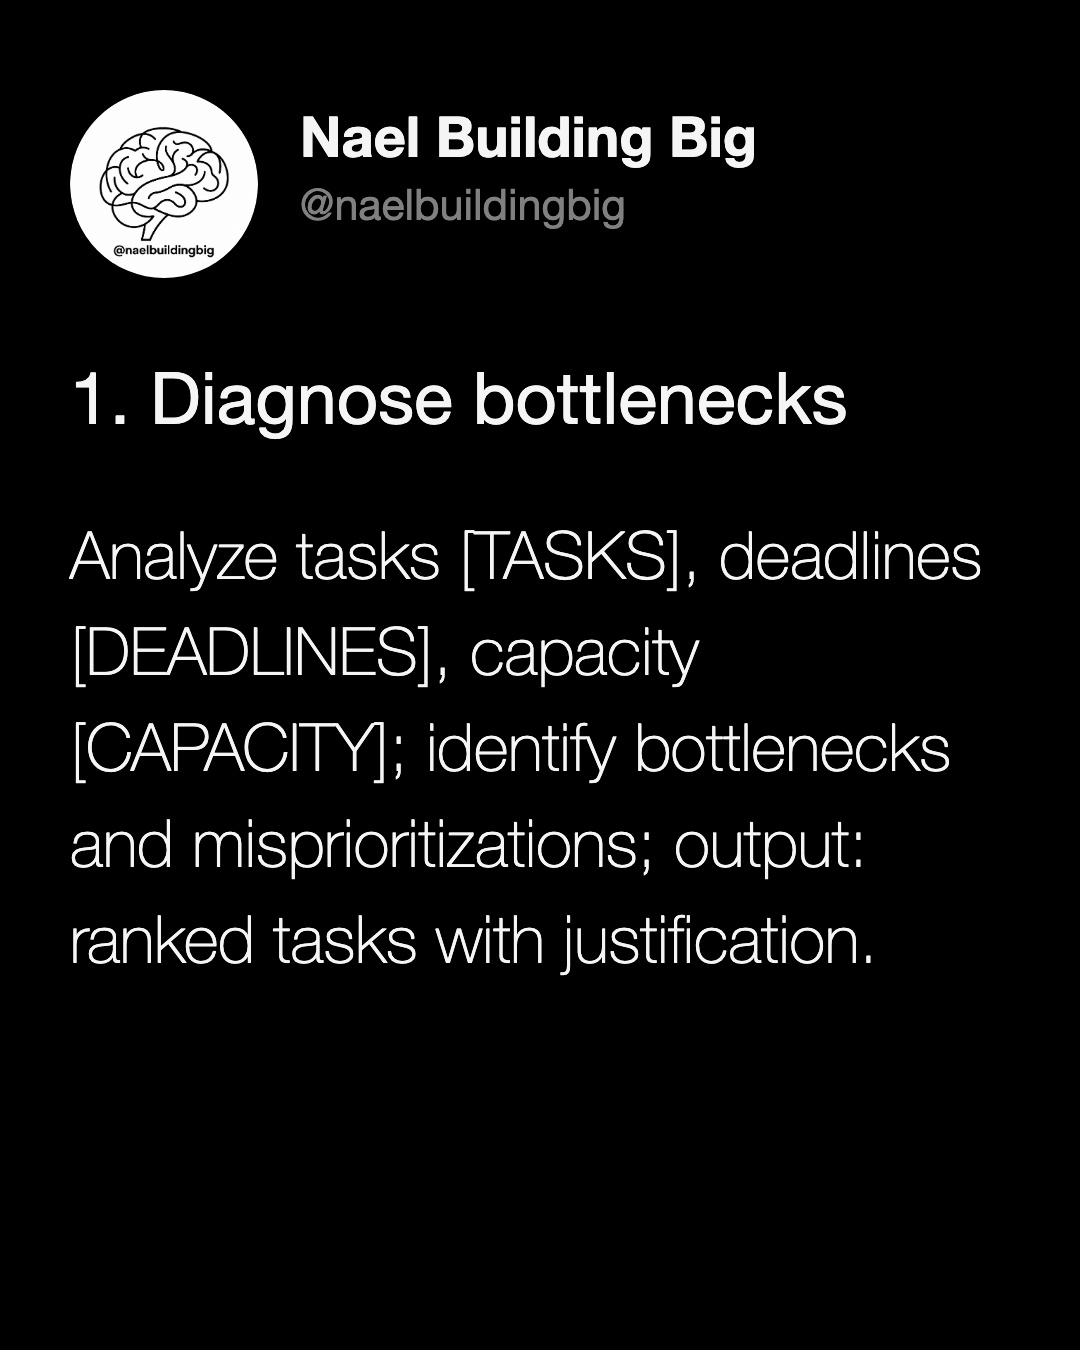 Nael Building Big
@naelbuildingbig
@naelbuildingbig
1. Diagnose bottlenecks
Analyze tasks [TASKS], deadlines
[DEADLINES], capacity
[CAPACITY]; identify bottlenecks
and misprioritizations; output:
ranked tasks with justification.